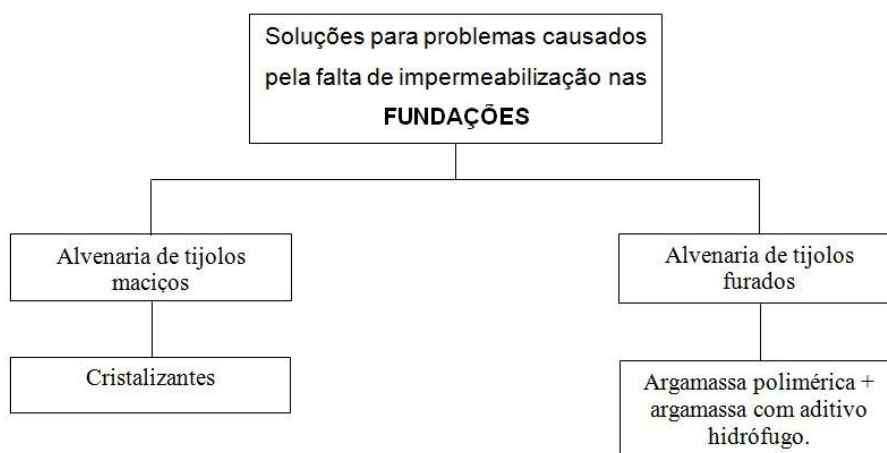 Soluções para problemas causados
pela falta de impermeabilização nas
FUNDAÇÕES
Alvenaria de tijolos
maciços
Alvenaria de tijolos
furados
Cristalizantes
Argamassa polimérica +
argamassa com aditivo
hidrófugo.